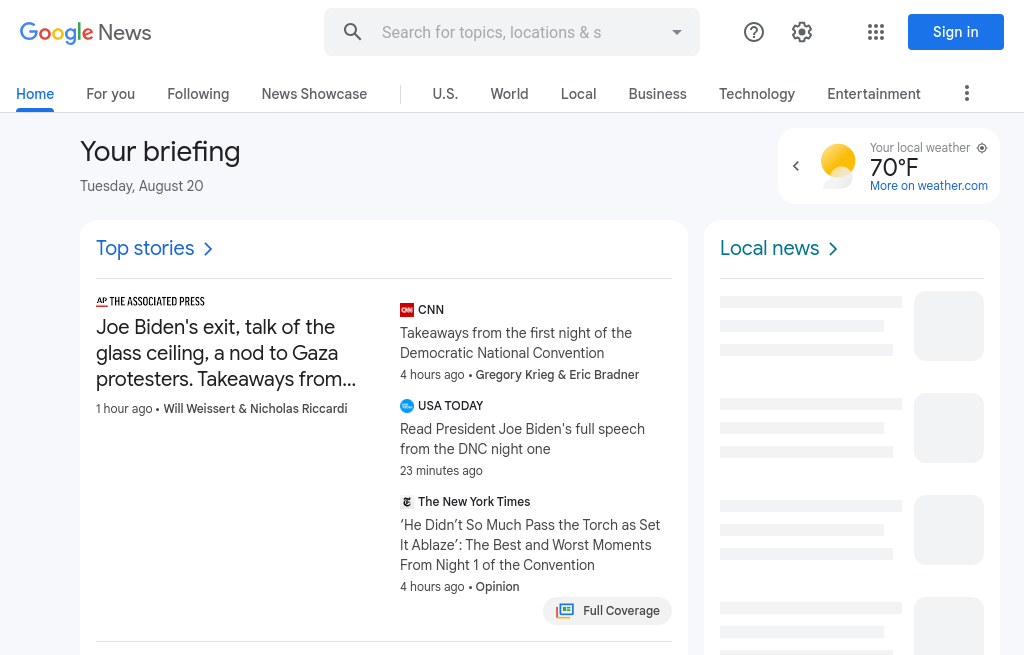 Google News
Search for topics, locations & s
Sign in
Home
For you
Following
News Showcase
U.S.
World
Local
Business
Technology
Entertainment
Your briefing
Tuesday, August 20
Your local weather
70°F
More on weather.com
Top stories
Local news
AP THE ASSOCIATED PRESS
Joe Biden's exit, talk of the
glass ceiling, a nod to Gaza
protesters. Takeaways from...
1 hour ago • Will Weissert & Nicholas Riccardi
CNN
Takeaways from the first night of the
Democratic National Convention
4 hours ago • Gregory Krieg & Eric Bradner
USA TODAY
Read President Joe Biden's full speech
from the DNC night one
23 minutes ago
The New York Times
‘He Didn’t So Much Pass the Torch as Set
It Ablaze’: The Best and Worst Moments
From Night 1 of the Convention
4 hours ago • Opinion
Full Coverage